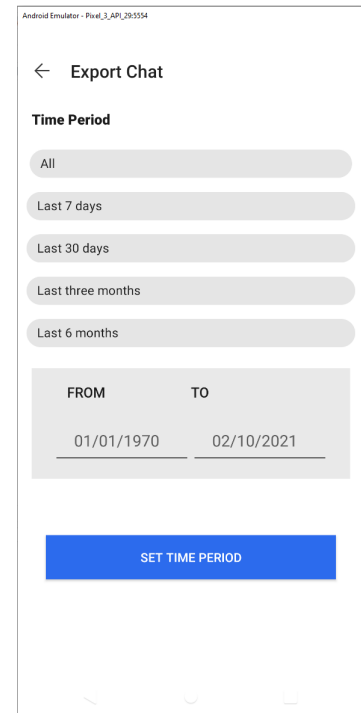 Android Emulator - Pixel_3_API_29:5554
Export Chat
Time Period
All
Last 7 days
Last 30 days
Last three months
Last 6 months
FROM TO
01/01/1970 02/10/2021
SET TIME PERIOD